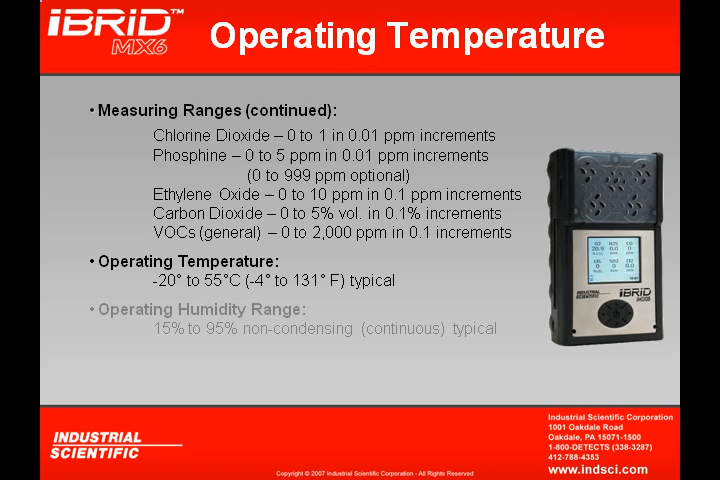 iBRiD™
MX6
Operating Temperature
• Measuring Ranges (continued):
Chlorine Dioxide – 0 to 1 in 0.01 ppm increments
Phosphine – 0 to 5 ppm in 0.01 ppm increments
(0 to 999 ppm optional)
Ethylene Oxide – 0 to 10 ppm in 0.1 ppm increments
Carbon Dioxide – 0 to 5% vol. in 0.1% increments
VOCs (general) – 0 to 2,000 ppm in 0.1 increments
• Operating Temperature:
-20° to 55°C (-4° to 131° F) typical
• Operating Humidity Range:
15% to 95% non-condensing (continuous) typical
INDUSTRIAL
SCIENTIFIC
iBRiD
MX6
INDUSTRIAL
SCIENTIFIC
Industrial Scientific Corporation
1001 Oakdale Road
Oakdale, PA 15071-1500
1-800-DETECTS (338-3287)
412-788-4353
www.indsci.com
Copyright © 2007 Industrial Scientific Corporation - All Rights Reserved